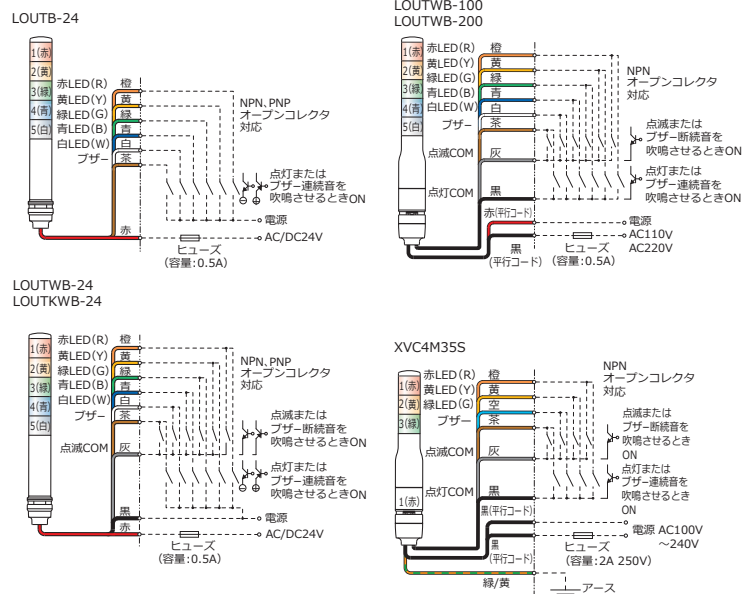 LOUTB-24
1(赤)
2(黄)
3(緑)
4(青)
5(白)
赤LED(R) 橙
黄LED(Y) 黄
緑LED(G) 緑
青LED(B) 青
白LED(W) 白
ブザー 茶
NPN、PNP
オープンコレクタ
対応
点灯または
ブザー連続音を
吹鳴させるときON
電源
赤
AC/DC24V
ヒューズ
(容量:0.5A)
LOUTWB-100
LOUTWB-200
1(赤)
2(黄)
3(緑)
4(青)
5(白)
赤LED(R) 橙
黄LED(Y) 黄
緑LED(G) 緑
青LED(B) 青
白LED(W) 白
ブザー 茶
点滅COM 灰
点灯COM 黒
NPN
オープンコレクタ
対応
点滅または
ブザー断続音を
吹鳴させるときON
点灯または
ブザー連続音を
吹鳴させるときON
赤(平行コード)
電源
AC110V
AC220V
黒
(平行コード)
ヒューズ
(容量:0.5A)
LOUTWB-24
LOUTKWB-24
1(赤)
2(黄)
3(緑)
4(青)
5(白)
赤LED(R) 橙
黄LED(Y) 黄
緑LED(G) 緑
青LED(B) 青
白LED(W) 白
ブザー 茶
点滅COM 灰
NPN、PNP
オープンコレクタ
対応
点滅または
ブザー断続音を
吹鳴させるときON
点灯または
ブザー連続音を
吹鳴させるときON
黒
電源
赤
AC/DC24V
ヒューズ
(容量:0.5A)
XVC4M35S
1(赤)
2(黄)
3(緑)
1(赤)
赤LED(R) 橙
黄LED(Y) 黄
緑LED(G) 空
ブザー 茶
点滅COM 灰
点灯COM 黒
NPN
オープンコレクタ
対応
点滅または
ブザー断続音を
吹鳴させるとき
ON
点灯または
ブザー連続音を
吹鳴させるとき
ON
黒(平行コード)
電源 AC100V
~240V
黒
(平行コード)
ヒューズ
(容量:2A 250V)
緑/黄
アース